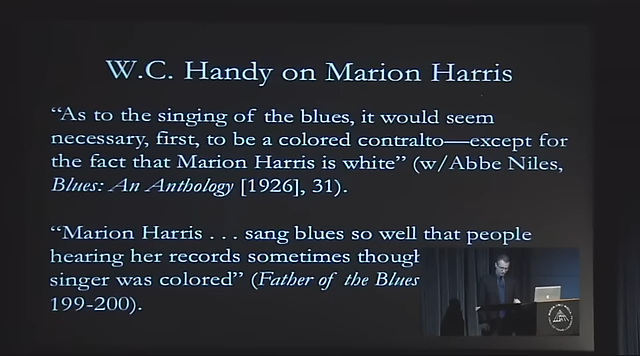 W.C. Handy on Marion Harris
“As to the singing of the blues, it would seem
necessary, first, to be a colored contralto—except for
the fact that Marion Harris is white” (w/Abbe Niles,
Blues: An Anthology [1926], 31).
“Marion Harris . . . sang blues so well that people
hearing her records sometimes
singer was colored” (Father of the Blues
199-200).